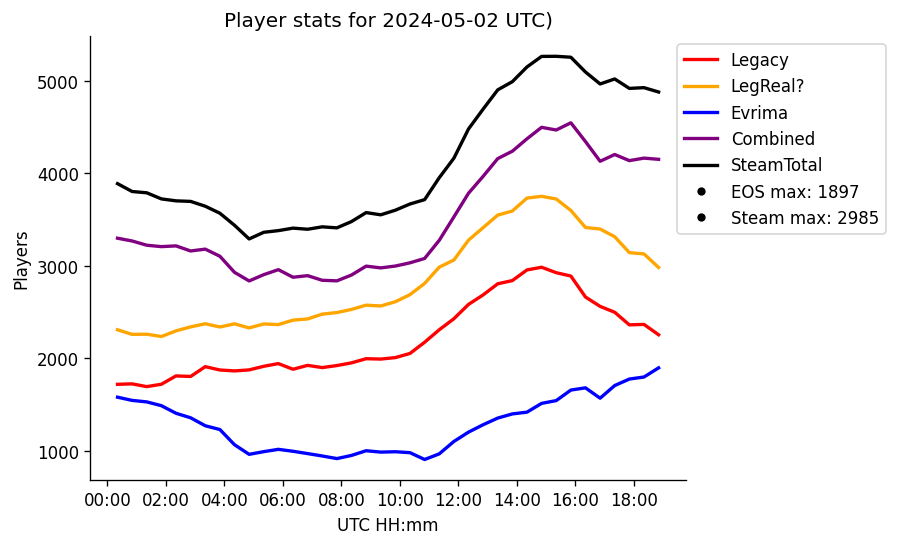 Player stats for 2024-05-02 UTC)
Legacy
LegReal?
Evrima
Combined
SteamTotal
EOS max: 1897
Steam max: 2985
Players
5000
4000
3000
2000
1000
00:00 02:00 04:00 06:00 08:00 10:00 12:00 14:00 16:00 18:00
UTC HH:mm